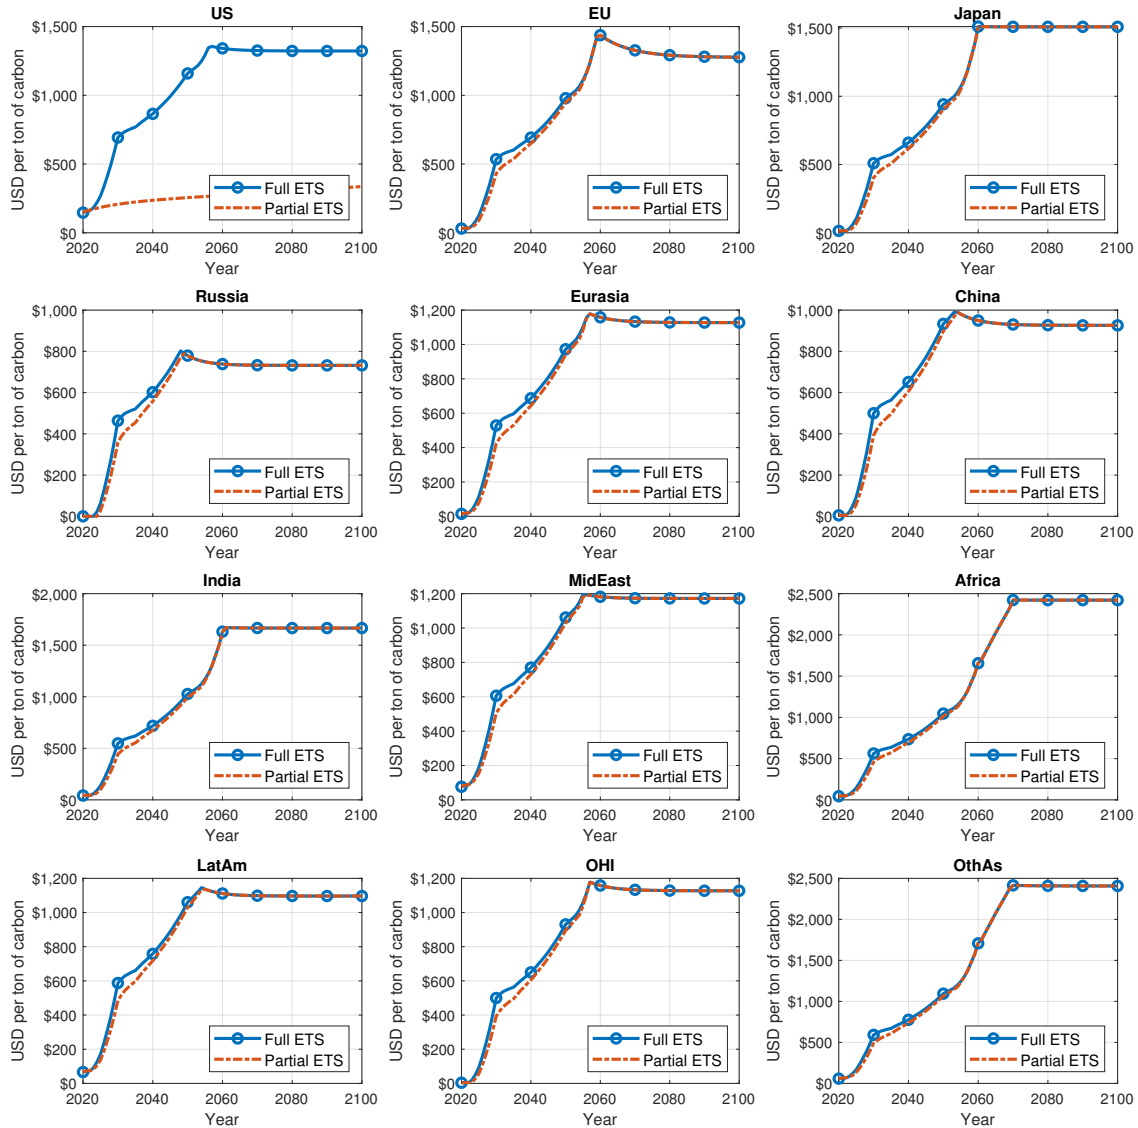 US
USD per ton of carbon
$1,500
$1,000
$500
$0
2020 2040 2060 2080 2100
Year
Full ETS
Partial ETS
EU
USD per ton of carbon
$1,500
$1,000
$500
$0
2020 2040 2060 2080 2100
Year
Full ETS
Partial ETS
Japan
USD per ton of carbon
$1,500
$1,000
$500
$0
2020 2040 2060 2080 2100
Year
Full ETS
Partial ETS
Russia
USD per ton of carbon
$1,000
$800
$600
$400
$200
$0
2020 2040 2060 2080 2100
Year
Full ETS
Partial ETS
Eurasia
USD per ton of carbon
$1,200
$1,000
$800
$600
$400
$200
$0
2020 2040 2060 2080 2100
Year
Full ETS
Partial ETS
China
USD per ton of carbon
$1,000
$800
$600
$400
$200
$0
2020 2040 2060 2080 2100
Year
Full ETS
Partial ETS
India
USD per ton of carbon
$2,000
$1,500
$1,000
$500
$0
2020 2040 2060 2080 2100
Year
Full ETS
Partial ETS
MidEast
USD per ton of carbon
$1,200
$1,000
$800
$600
$400
$200
$0
2020 2040 2060 2080 2100
Year
Full ETS
Partial ETS
Africa
USD per ton of carbon
$2,500
$2,000
$1,500
$1,000
$500
$0
2020 2040 2060 2080 2100
Year
Full ETS
Partial ETS
LatAm
USD per ton of carbon
$1,200
$1,000
$800
$600
$400
$200
$0
2020 2040 2060 2080 2100
Year
Full ETS
Partial ETS
OHI
USD per ton of carbon
$1,200
$1,000
$800
$600
$400
$200
$0
2020 2040 2060 2080 2100
Year
Full ETS
Partial ETS
OthAs
USD per ton of carbon
$2,500
$2,000
$1,500
$1,000
$500
$0
2020 2040 2060 2080 2100
Year
Full ETS
Partial ETS